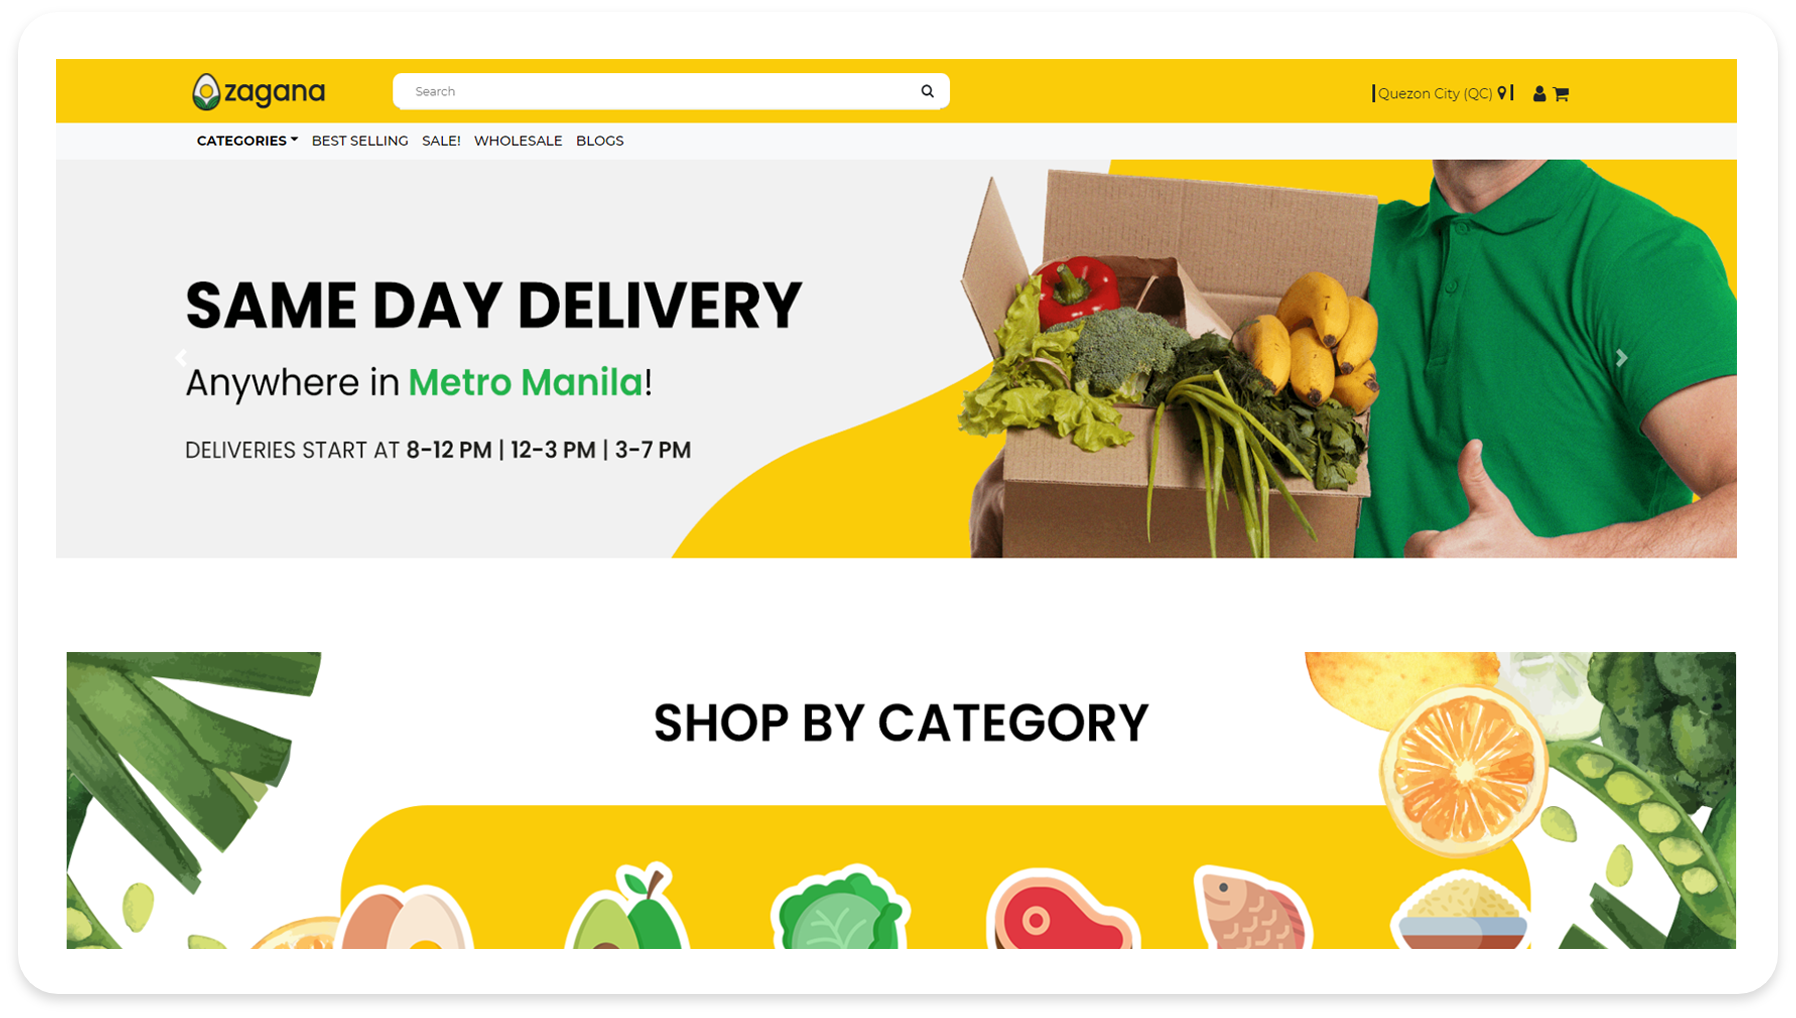 zagana
Search
Quezon City (QC)
CATEGORIES BEST SELLING SALE! WHOLESALE BLOGS
SAME DAY DELIVERY
Anywhere in Metro Manila!
DELIVERIES START AT 8-12 PM | 12-3 PM | 3-7 PM
SHOP BY CATEGORY